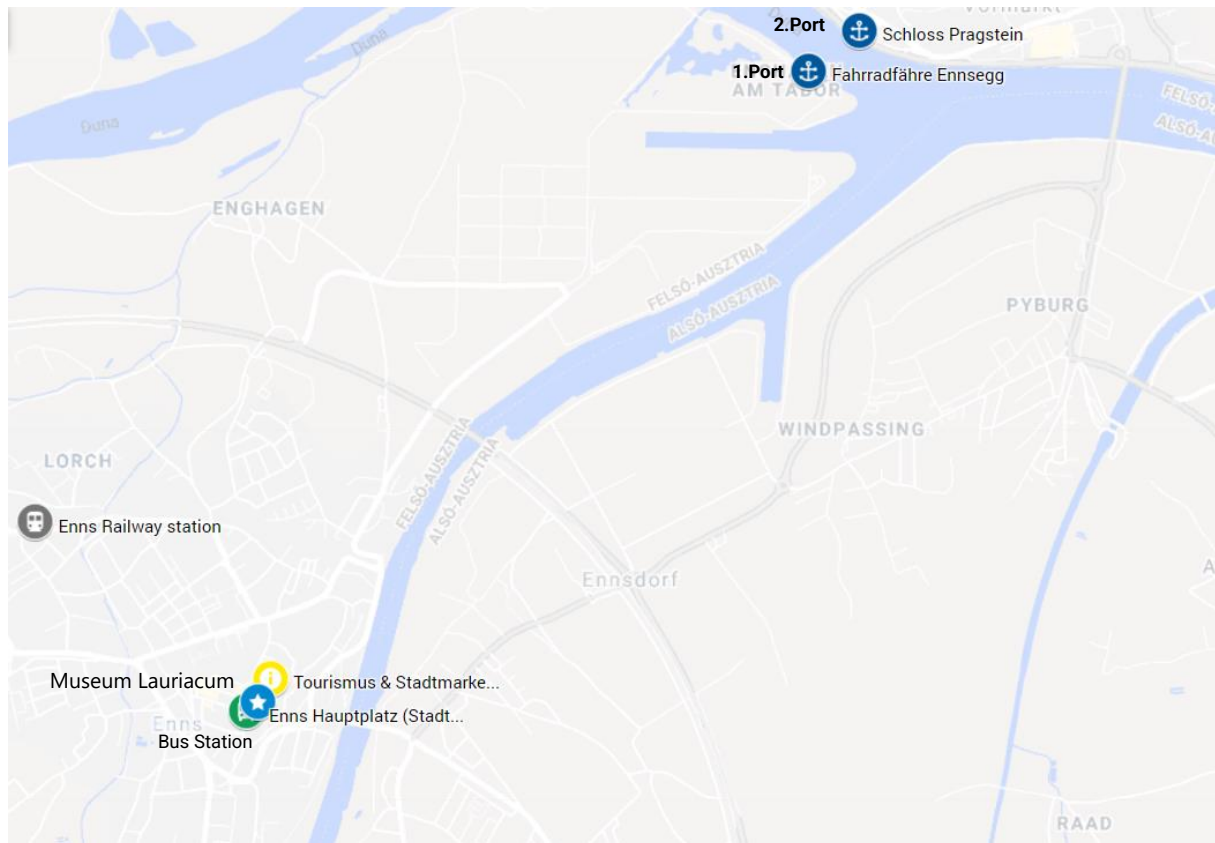 2.Port
Schloss Pragstein
1.Port
Fahrradfähre Ennsegg
AM TABOR
Duna
Duna
FELSŐ-
ALSÓ-AU
ENGHAGEN
FELSŐ-AUSZTRIA
ALSÓ-AUSZTRIA
PYBURG
WINDPASSING
LORCH
FELSŐ-AUSZTRIA
ALSÓ-AUSZTRIA
Enns Railway station
Ennsdorf
A
Museum Lauriacum
Tourismus & Stadtmarke...
Enns Hauptplatz (Stadt...
Enns
Bus Station
RAAD